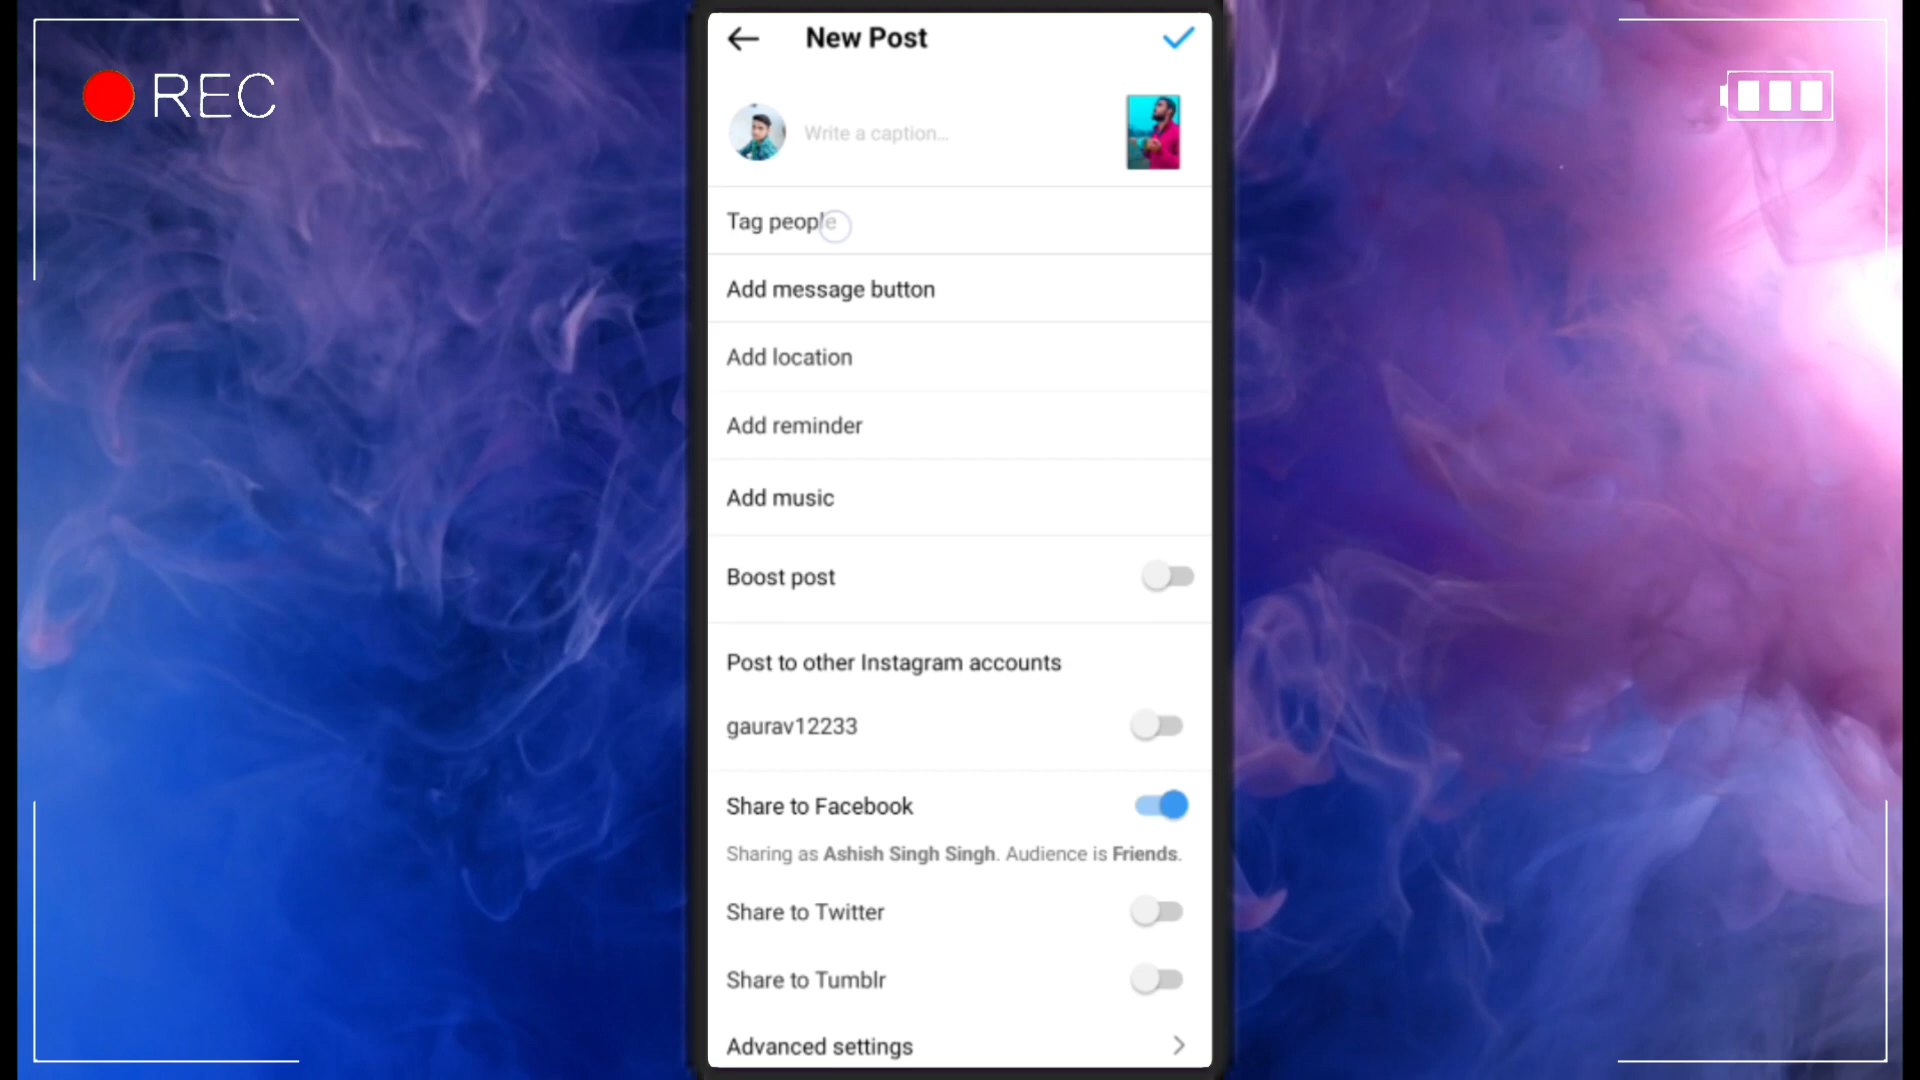 REC
New Post
Write a caption...
Tag people
Add message button
Add location
Add reminder
Add music
Boost post
Post to other Instagram accounts
gaurav12233
Share to Facebook
Sharing as Ashish Singh Singh. Audience is Friends.
Share to Twitter
Share to Tumblr
Advanced settings